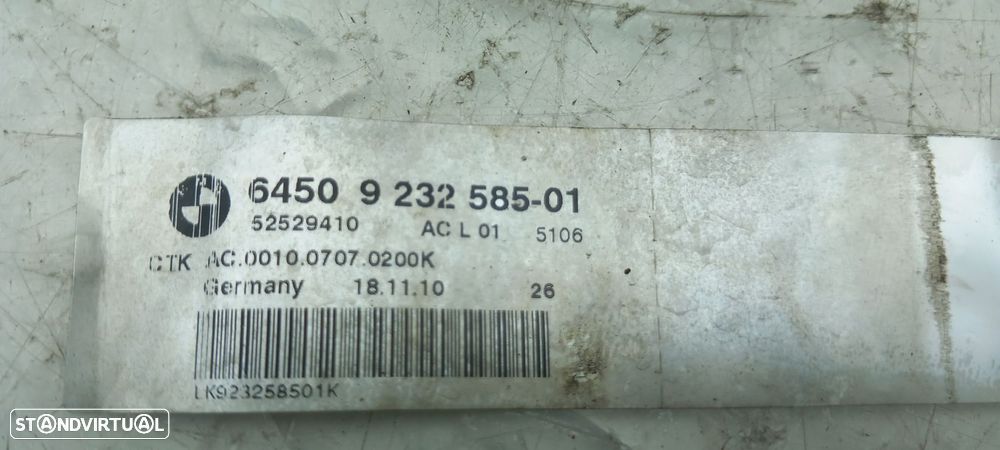 6450 9 232 585-01
52529410 AC L 01 5106
CTK AC.0010.0707.0200K
Germany 18.11.10 26
LK923258501K
STANDVIRTUAL